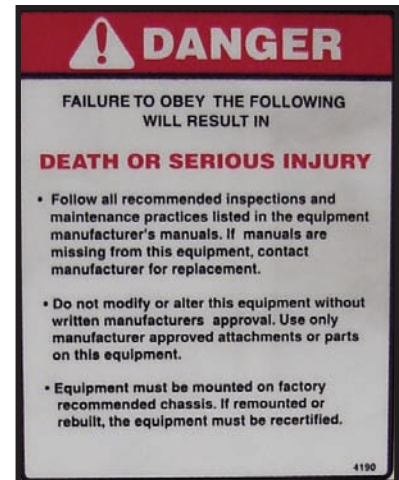 DANGER
FAILURE TO OBEY THE FOLLOWING
WILL RESULT IN
DEATH OR SERIOUS INJURY
• Follow all recommended inspections and
maintenance practices listed in the equipment
manufacturer's manuals. If manuals are
missing from this equipment, contact
manufacturer for replacement.
• Do not modify or alter this equipment without
written manufacturers approval. Use only
manufacturer approved attachments or parts
on this equipment.
• Equipment must be mounted on factory
recommended chassis. If remounted or
rebuilt, the equipment must be recertified.
4190